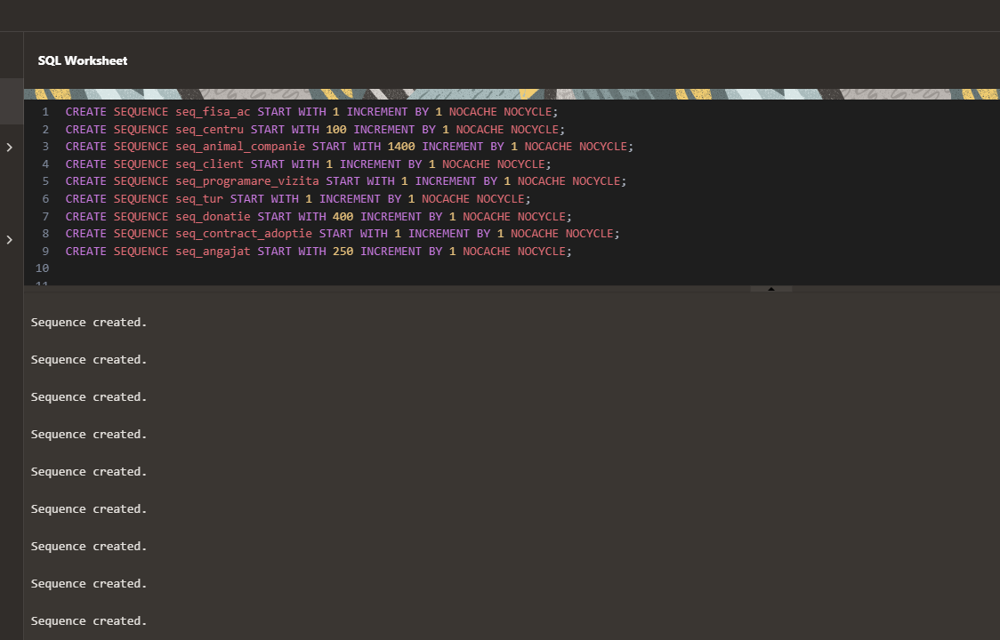 SQL Worksheet
1 CREATE SEQUENCE seq_fisa_ac START WITH 1 INCREMENT BY 1 NOCACHE NOCYCLE;
2 CREATE SEQUENCE seq_centru START WITH 100 INCREMENT BY 1 NOCACHE NOCYCLE;
3 CREATE SEQUENCE seq_animal_companie START WITH 1400 INCREMENT BY 1 NOCACHE NOCYCLE;
4 CREATE SEQUENCE seq_client START WITH 1 INCREMENT BY 1 NOCACHE NOCYCLE;
5 CREATE SEQUENCE seq_programare_vizita START WITH 1 INCREMENT BY 1 NOCACHE NOCYCLE;
6 CREATE SEQUENCE seq_tur START WITH 1 INCREMENT BY 1 NOCACHE NOCYCLE;
7 CREATE SEQUENCE seq_donatie START WITH 400 INCREMENT BY 1 NOCACHE NOCYCLE;
8 CREATE SEQUENCE seq_contract_adoptie START WITH 1 INCREMENT BY 1 NOCACHE NOCYCLE;
9 CREATE SEQUENCE seq_angajat START WITH 250 INCREMENT BY 1 NOCACHE NOCYCLE;
10
11
Sequence created.
Sequence created.
Sequence created.
Sequence created.
Sequence created.
Sequence created.
Sequence created.
Sequence created.
Sequence created.